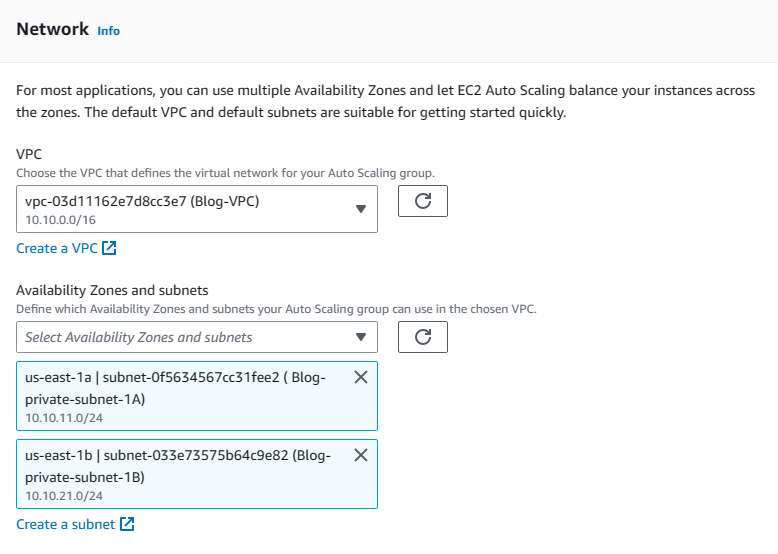 Network Info
For most applications, you can use multiple Availability Zones and let EC2 Auto Scaling balance your instances across
the zones. The default VPC and default subnets are suitable for getting started quickly.
VPC
Choose the VPC that defines the virtual network for your Auto Scaling group.
vpc-03d11162e7d8cc3e7 (Blog-VPC)
10.10.0.0/16
Create a VPC
Availability Zones and subnets
Define which Availability Zones and subnets your Auto Scaling group can use in the chosen VPC.
Select Availability Zones and subnets
us-east-1a | subnet-0f5634567cc31fee2 ( Blog-
private-subnet-1A)
10.10.11.0/24
us-east-1b | subnet-033e73575b64c9e82 (Blog-
private-subnet-1B)
10.10.21.0/24
Create a subnet